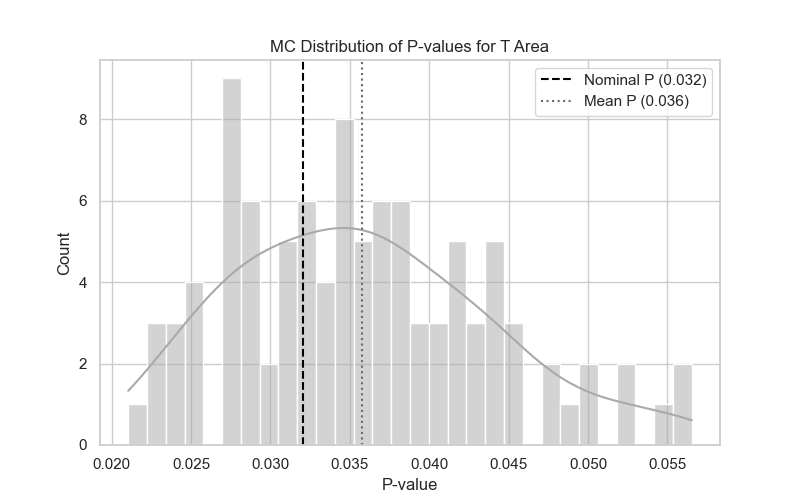 MC Distribution of P-values for T Area
Nominal P (0.032)
Mean P (0.036)
8
6
4
2
0
Count
0.020 0.025 0.030 0.035 0.040 0.045 0.050 0.055
P-value